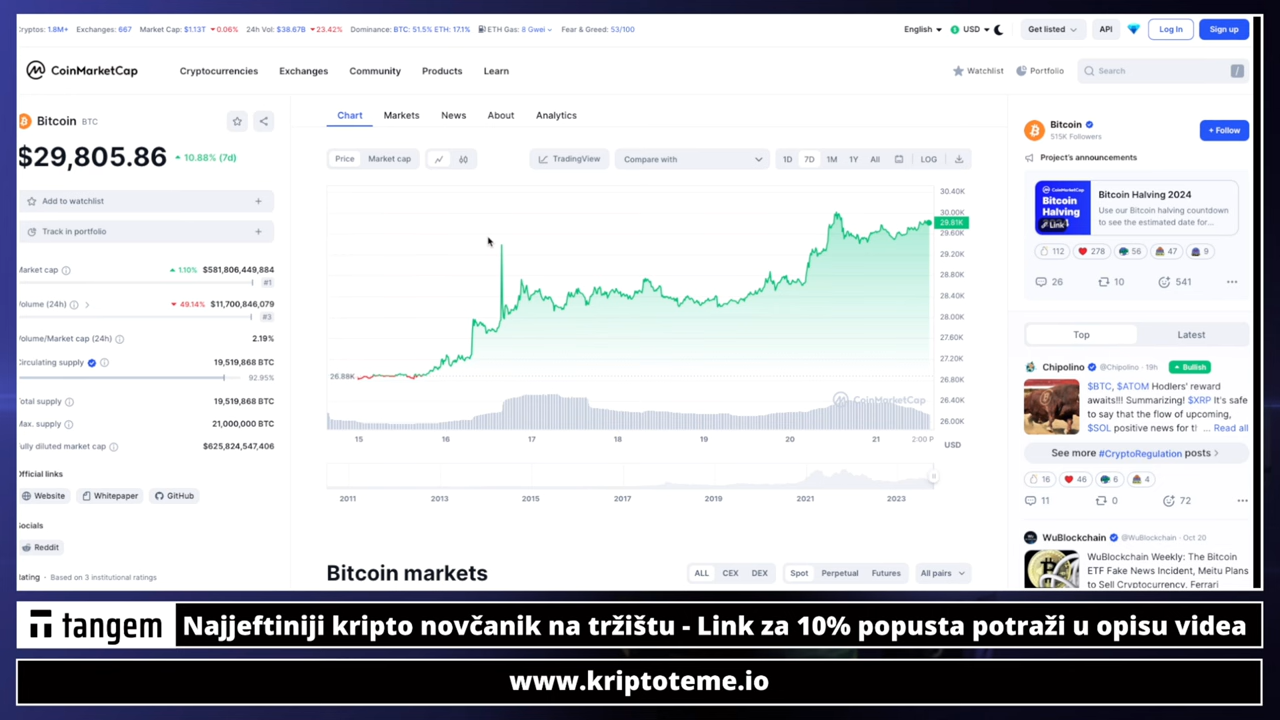 Cryptos: 1.8M+ Exchanges: 667 Market Cap: $1.13T 0.06% 24h Vol: $38.67B 23.42% Dominance: BTC: 51.5% ETH: 17.1% ETH Gas: 8 Gwei Fear & Greed: 53/100
English USD Get listed API Log In Sign up
CoinMarketCap Cryptocurrencies Exchanges Community Products Learn Watchlist Portfolio Search /
Bitcoin BTC
$29,805.86 10.88% (7d)
Add to watchlist +
Track in portfolio +
Market cap 1.10% $581,806,449,884
#1
Volume (24h) 49.14% $11,700,846,079
#3
Volume/Market cap (24h) 2.19%
Circulating supply 19,519,868 BTC
92.95%
Total supply 19,519,868 BTC
Max. supply 21,000,000 BTC
Fully diluted market cap $625,824,547,406
Official links
Website Whitepaper GitHub
Socials
Reddit
Rating · Based on 3 institutional ratings
Chart Markets News About Analytics
Price Market cap TradingView Compare with 1D 7D 1M 1Y All LOG
30.40K
30.00K
29.81K
29.60K
29.20K
28.80K
28.40K
28.00K
27.60K
27.20K
26.80K
26.40K
26.00K
26.88K
CoinMarketCap
15 16 17 18 19 20 21 2:00 P
USD
2011 2013 2015 2017 2019 2021 2023
Bitcoin markets
ALL CEX DEX Spot Perpetual Futures All pairs
Bitcoin
515K Followers
+ Follow
Project's announcements
CoinMarketCap
Bitcoin
Halving
Link
Bitcoin Halving 2024
Use our Bitcoin halving countdown
to see the estimated date for...
112 278 56 47 9
26 10 541 ...
Top Latest
Chipolino @Chipolino · 19h Bullish
$BTC, $ATOM Hodlers' reward
awaits!!! Summarizing! $XRP It's safe
to say that the flow of upcoming,
$SOL positive news for tl ... Read all
See more #CryptoRegulation posts >
16 46 6 4
11 0 72 ...
WuBlockchain @WuBlockchain · Oct 20
WuBlockchain Weekly: The Bitcoin
ETF Fake News Incident, Meitu Plans
to Sell Cryptocurrency, Ferrari
tangem Najjeftiniji kripto novčanik na tržištu - Link za 10% popusta potraži u opisu videa
www.kriptoteme.io